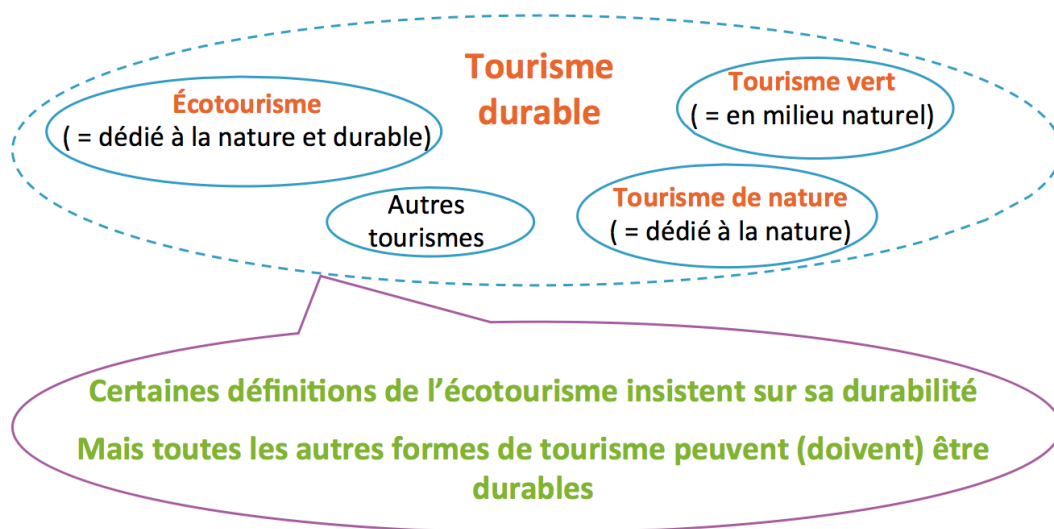 Tourisme
durable
Écotourisme
( = dédié à la nature et durable)
Tourisme vert
( = en milieu naturel)
Autres
tourismes
Tourisme de nature
( = dédié à la nature)
Certaines définitions de l’écotourisme insistent sur sa durabilité
Mais toutes les autres formes de tourisme peuvent (doivent) être
durables